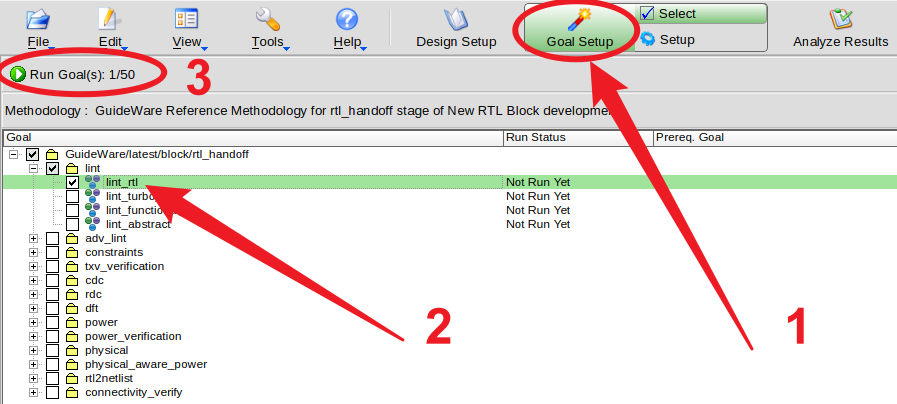 File Edit View Tools Help Design Setup Goal Setup Select Setup Analyze Results
Run Goal(s): 1/50 3
Methodology : GuideWare Reference Methodology for rtl_handoff stage of New RTL Block developmen
Goal Run Status Prereq. Goal
GuideWare/latest/block/rtl_handoff
lint
lint_rtl Not Run Yet
lint_turbo Not Run Yet
lint_function Not Run Yet
lint_abstract Not Run Yet
adv_lint
constraints
txv_verification
cdc
rdc
dft
power
power_verification
physical
physical_aware_power
rtl2netlist
connectivity_verify
2 1